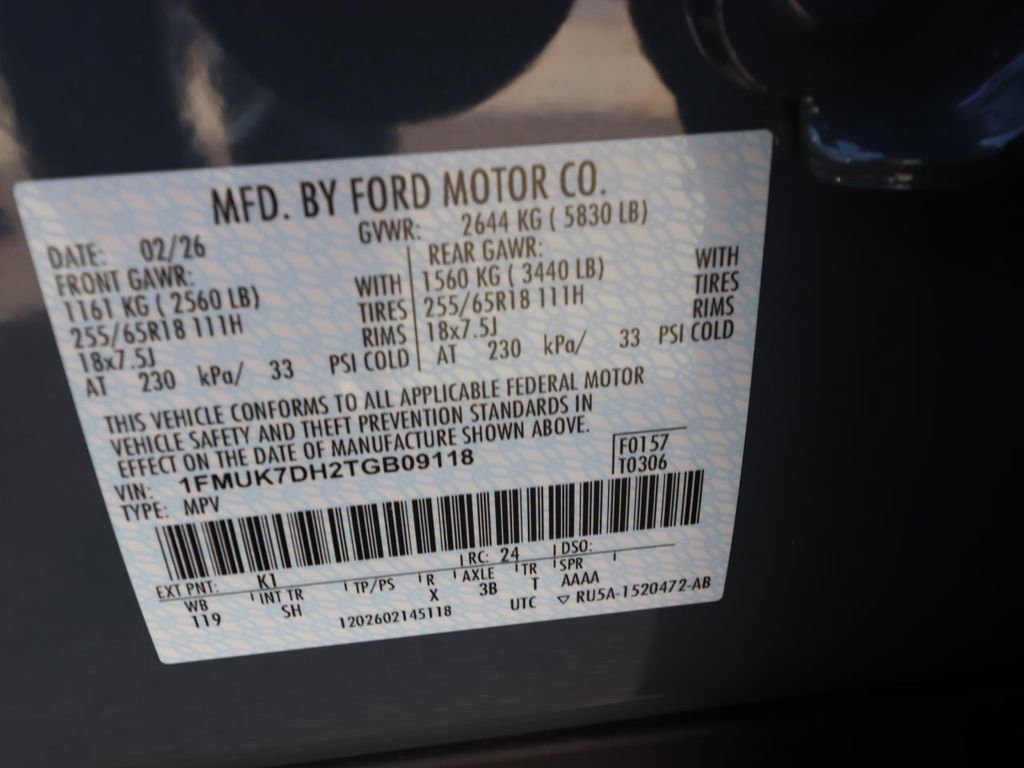 MFD. BY FORD MOTOR CO.
DATE: 02/26 GVWR: 2644 KG ( 5830 LB)
FRONT GAWR: REAR GAWR:
1161 KG ( 2560 LB) WITH 1560 KG ( 3440 LB) WITH
255/65R18 111H TIRES 255/65R18 111H TIRES
18x7.5J RIMS 18x7.5J RIMS
AT 230 kPa/ 33 PSI COLD AT 230 kPa/ 33 PSI COLD
THIS VEHICLE CONFORMS TO ALL APPLICABLE FEDERAL MOTOR
VEHICLE SAFETY AND THEFT PREVENTION STANDARDS IN
EFFECT ON THE DATE OF MANUFACTURE SHOWN ABOVE.
VIN: 1FMUK7DH2TGB09118 F0157
TYPE: MPV T0306
EXT PNT: K1 RC: 24 DSO:
WB INT TR TP/PS R AXLE TR SPR
119 SH X 3B T AAAA
1202602145118 UTC ▽ RU5A-1520472-AB